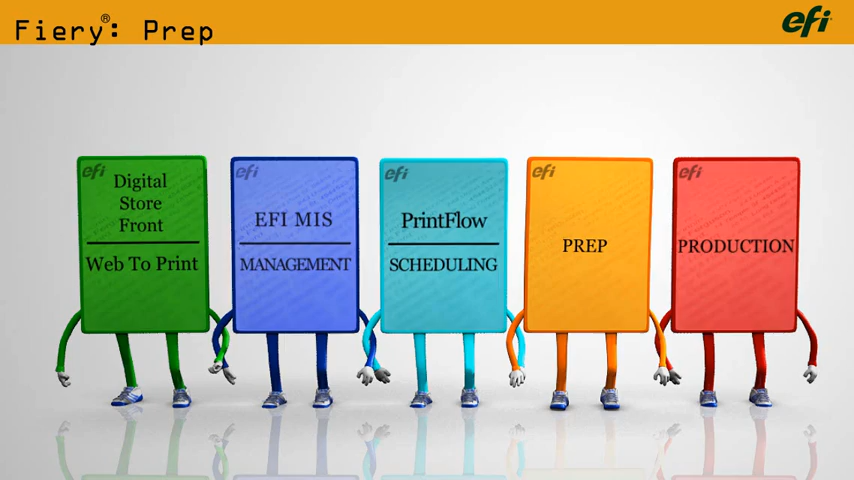 Fiery®: Prep
efi
efi
Digital
Store
Front
Web To Print
efi
EFI MIS
MANAGEMENT
efi
PrintFlow
SCHEDULING
efi
PREP
efi
PRODUCTION